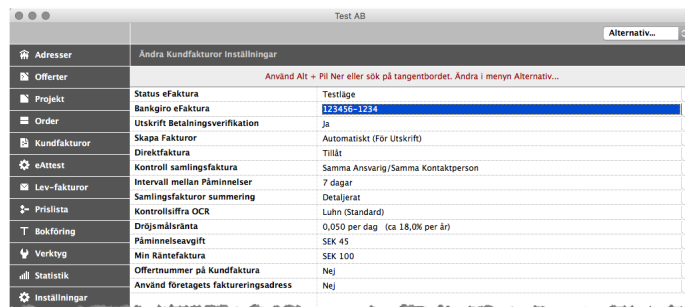 Test AB
Alternativ...
Adresser
Ändra Kundfakturor Inställningar
Offerter
Använd Alt + Pil Ner eller sök på tangentbordet. Ändra i menyn Alternativ...
Projekt
Order
Kundfakturor
eAttest
Lev-fakturor
Prislista
Bokföring
Verktyg
Statistik
Inställningar
Status eFaktura Testläge
Bankgiro eFaktura 123456-1234
Utskrift Betalningsverifikation Ja
Skapa Fakturor Automatiskt (För Utskrift)
Direktfaktura Tillåt
Kontroll samlingsfaktura Samma Ansvarig/Samma Kontaktperson
Intervall mellan Påminnelser 7 dagar
Samlingsfakturor summering Detaljerat
Kontrollsiffra OCR Luhn (Standard)
Dröjsmålsränta 0,050 per dag (ca 18,0% per år)
Påminnelseavgift SEK 45
Min Räntefaktura SEK 100
Offertnummer på Kundfaktura Nej
Använd företagets faktureringsadress Nej